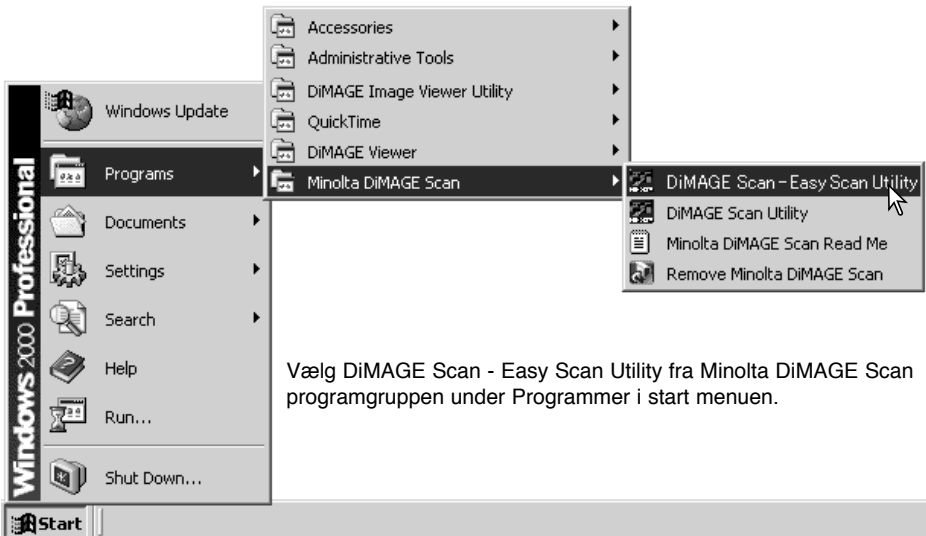 Accessories
Administrative Tools
DiMAGE Image Viewer Utility
QuickTime
DiMAGE Viewer
Minolta DiMAGE Scan
DiMAGE Scan – Easy Scan Utility
DiMAGE Scan Utility
Minolta DiMAGE Scan Read Me
Remove Minolta DiMAGE Scan
Windows 2000 Professional
Windows Update
Programs
Documents
Settings
Search
Help
Run...
Shut Down...
Vælg DiMAGE Scan - Easy Scan Utility fra Minolta DiMAGE Scan
programgruppen under Programmer i start menuen.
Start